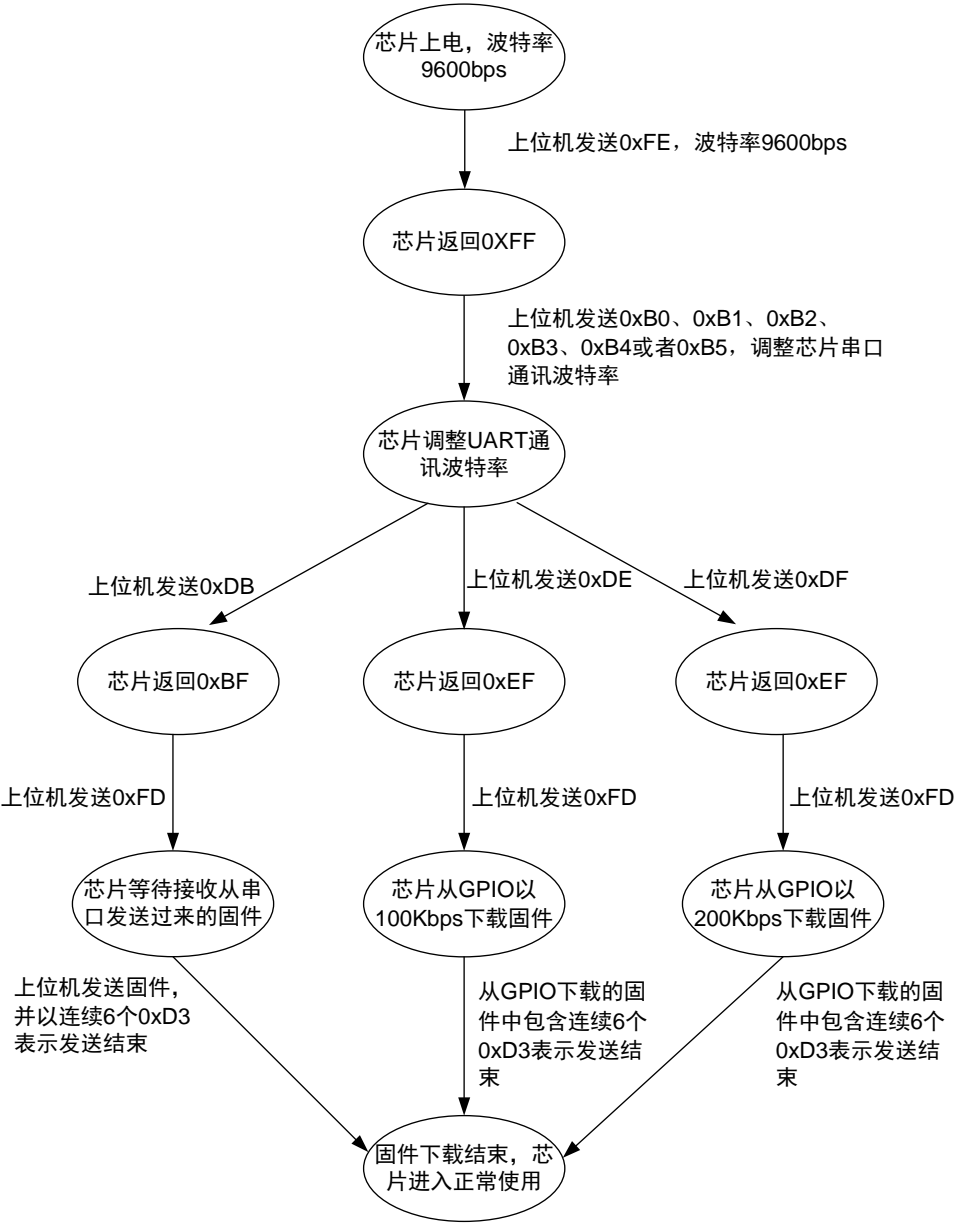 芯片上电，波特率
9600bps
上位机发送0xFE，波特率9600bps
芯片返回0XFF
上位机发送0xB0、0xB1、0xB2、
0xB3、0xB4或者0xB5，调整芯片串口
通讯波特率
芯片调整UART通
讯波特率
上位机发送0xDB
上位机发送0xDE
上位机发送0xDF
芯片返回0xBF
芯片返回0xEF
芯片返回0xEF
上位机发送0xFD
上位机发送0xFD
上位机发送0xFD
芯片等待接收从串
口发送过来的固件
芯片从GPIO以
100Kbps下载固件
芯片从GPIO以
200Kbps下载固件
上位机发送固件，
并以连续6个0xD3
表示发送结束
从GPIO下载的固
件中包含连续6个
0xD3表示发送结
束
从GPIO下载的固
件中包含连续6个
0xD3表示发送结
束
固件下载结束，芯
片进入正常使用